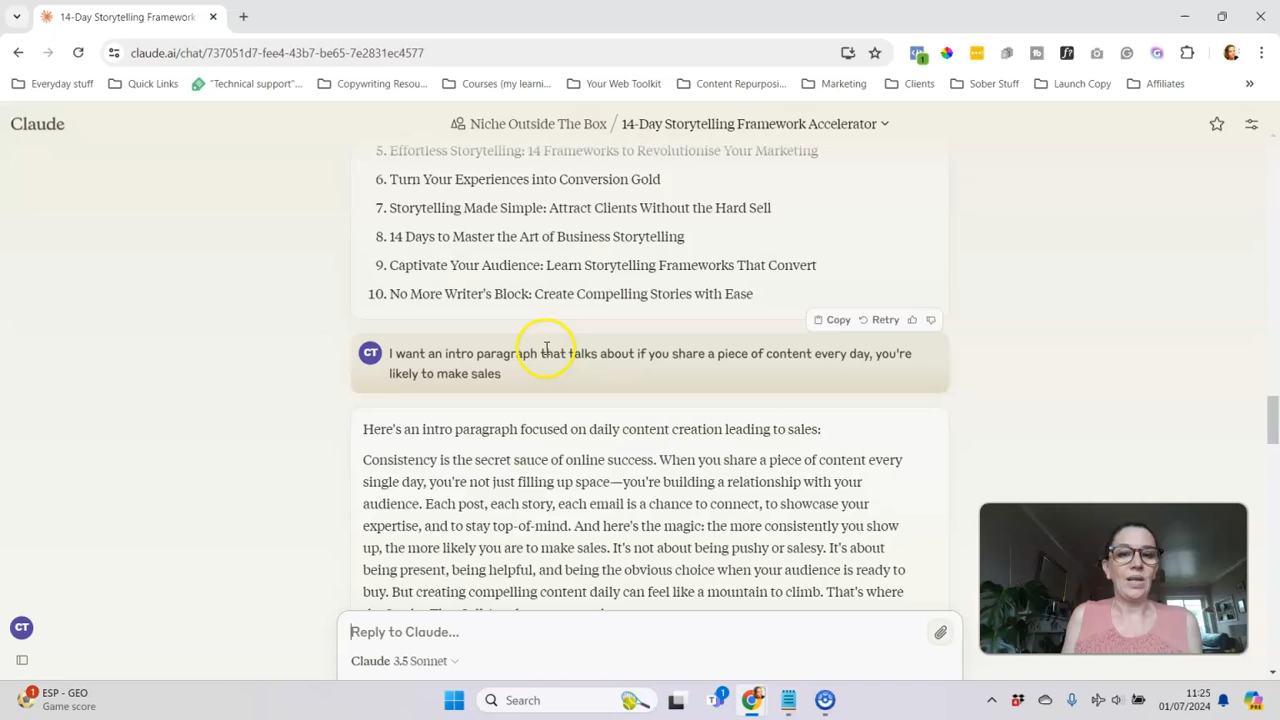 14-Day Storytelling Framework
claude.ai/chat/737051d7-fee4-43b7-be65-7e2831ec4577
1
Everyday stuff
Quick Links
"Technical support"...
Copywriting Resou...
Courses (my learni...
Your Web Toolkit
Content Repurposi...
Marketing
Clients
Sober Stuff
Launch Copy
Affiliates
Claude
Niche Outside The Box / 14-Day Storytelling Framework Accelerator
5. Effortless Storytelling: 14 Frameworks to Revolutionise Your Marketing
6. Turn Your Experiences into Conversion Gold
7. Storytelling Made Simple: Attract Clients Without the Hard Sell
8. 14 Days to Master the Art of Business Storytelling
9. Captivate Your Audience: Learn Storytelling Frameworks That Convert
10. No More Writer's Block: Create Compelling Stories with Ease
Copy Retry
CT
I want an intro paragraph that talks about if you share a piece of content every day, you're
likely to make sales
Here's an intro paragraph focused on daily content creation leading to sales:
Consistency is the secret sauce of online success. When you share a piece of content every
single day, you're not just filling up space—you're building a relationship with your
audience. Each post, each story, each email is a chance to connect, to showcase your
expertise, and to stay top-of-mind. And here's the magic: the more consistently you show
up, the more likely you are to make sales. It's not about being pushy or salesy. It's about
being present, being helpful, and being the obvious choice when your audience is ready to
buy. But creating compelling content daily can feel like a mountain to climb. That's where
Reply to Claude...
Claude 3.5 Sonnet
CT
1
ESP - GEO
Game score
Search
1
11:25
01/07/2024